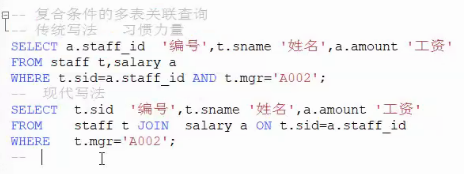 -- 复合条件的多表关联查询
-- 传统写法 习惯力量
SELECT a.staff_id '编号',t.sname '姓名',a.amount '工资'
FROM staff t,salary a
WHERE t.sid=a.staff_id AND t.mgr='A002';
-- 现代写法
SELECT t.sid '编号',t.sname '姓名',a.amount '工资'
FROM staff t JOIN salary a ON t.sid=a.staff_id
WHERE t.mgr='A002';
--